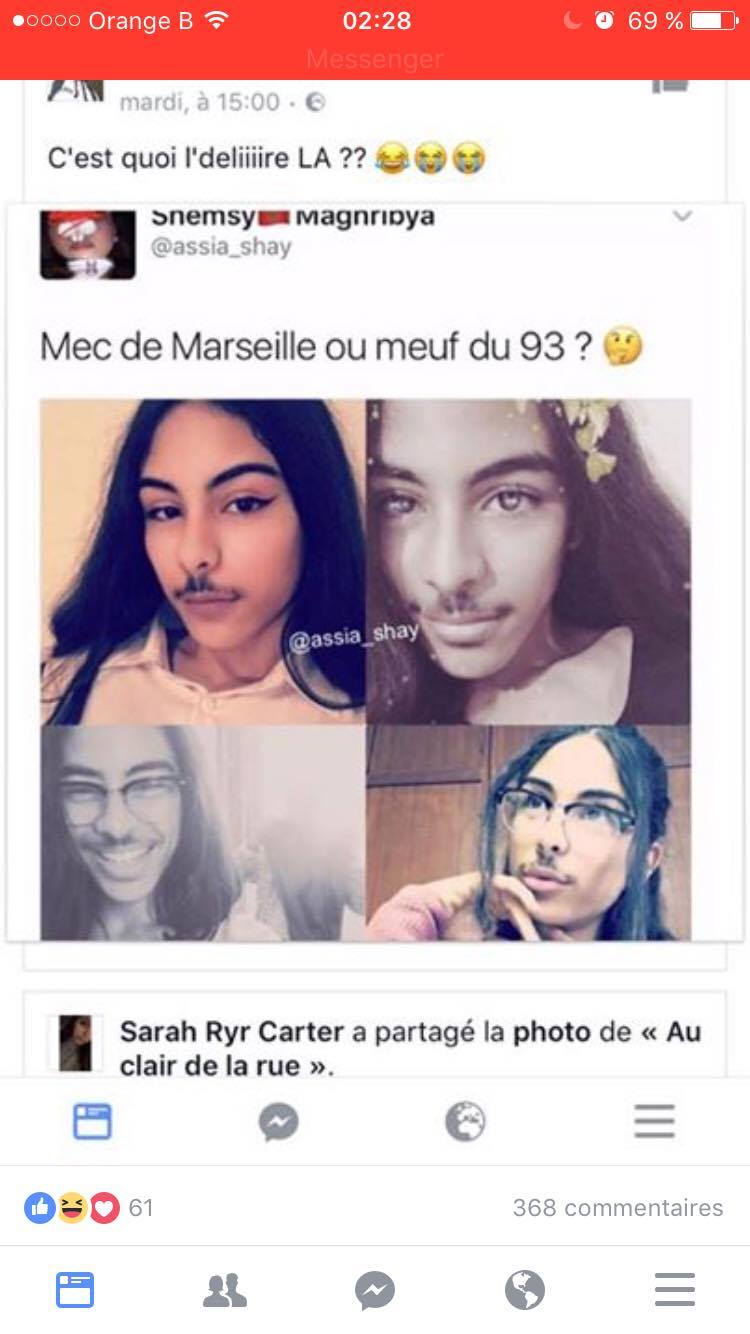 Orange B 02:28 69 %
Messenger
mardi, à 15:00 ·
C'est quoi l'deliiiire LA ?? 😂😭😭
Shemsy🇲🇦Maghribya
@assia_shay
Mec de Marseille ou meuf du 93 ? 🤔
@assia_shay
Sarah Ryr Carter a partagé la photo de « Au
clair de la rue ».
61 368 commentaires